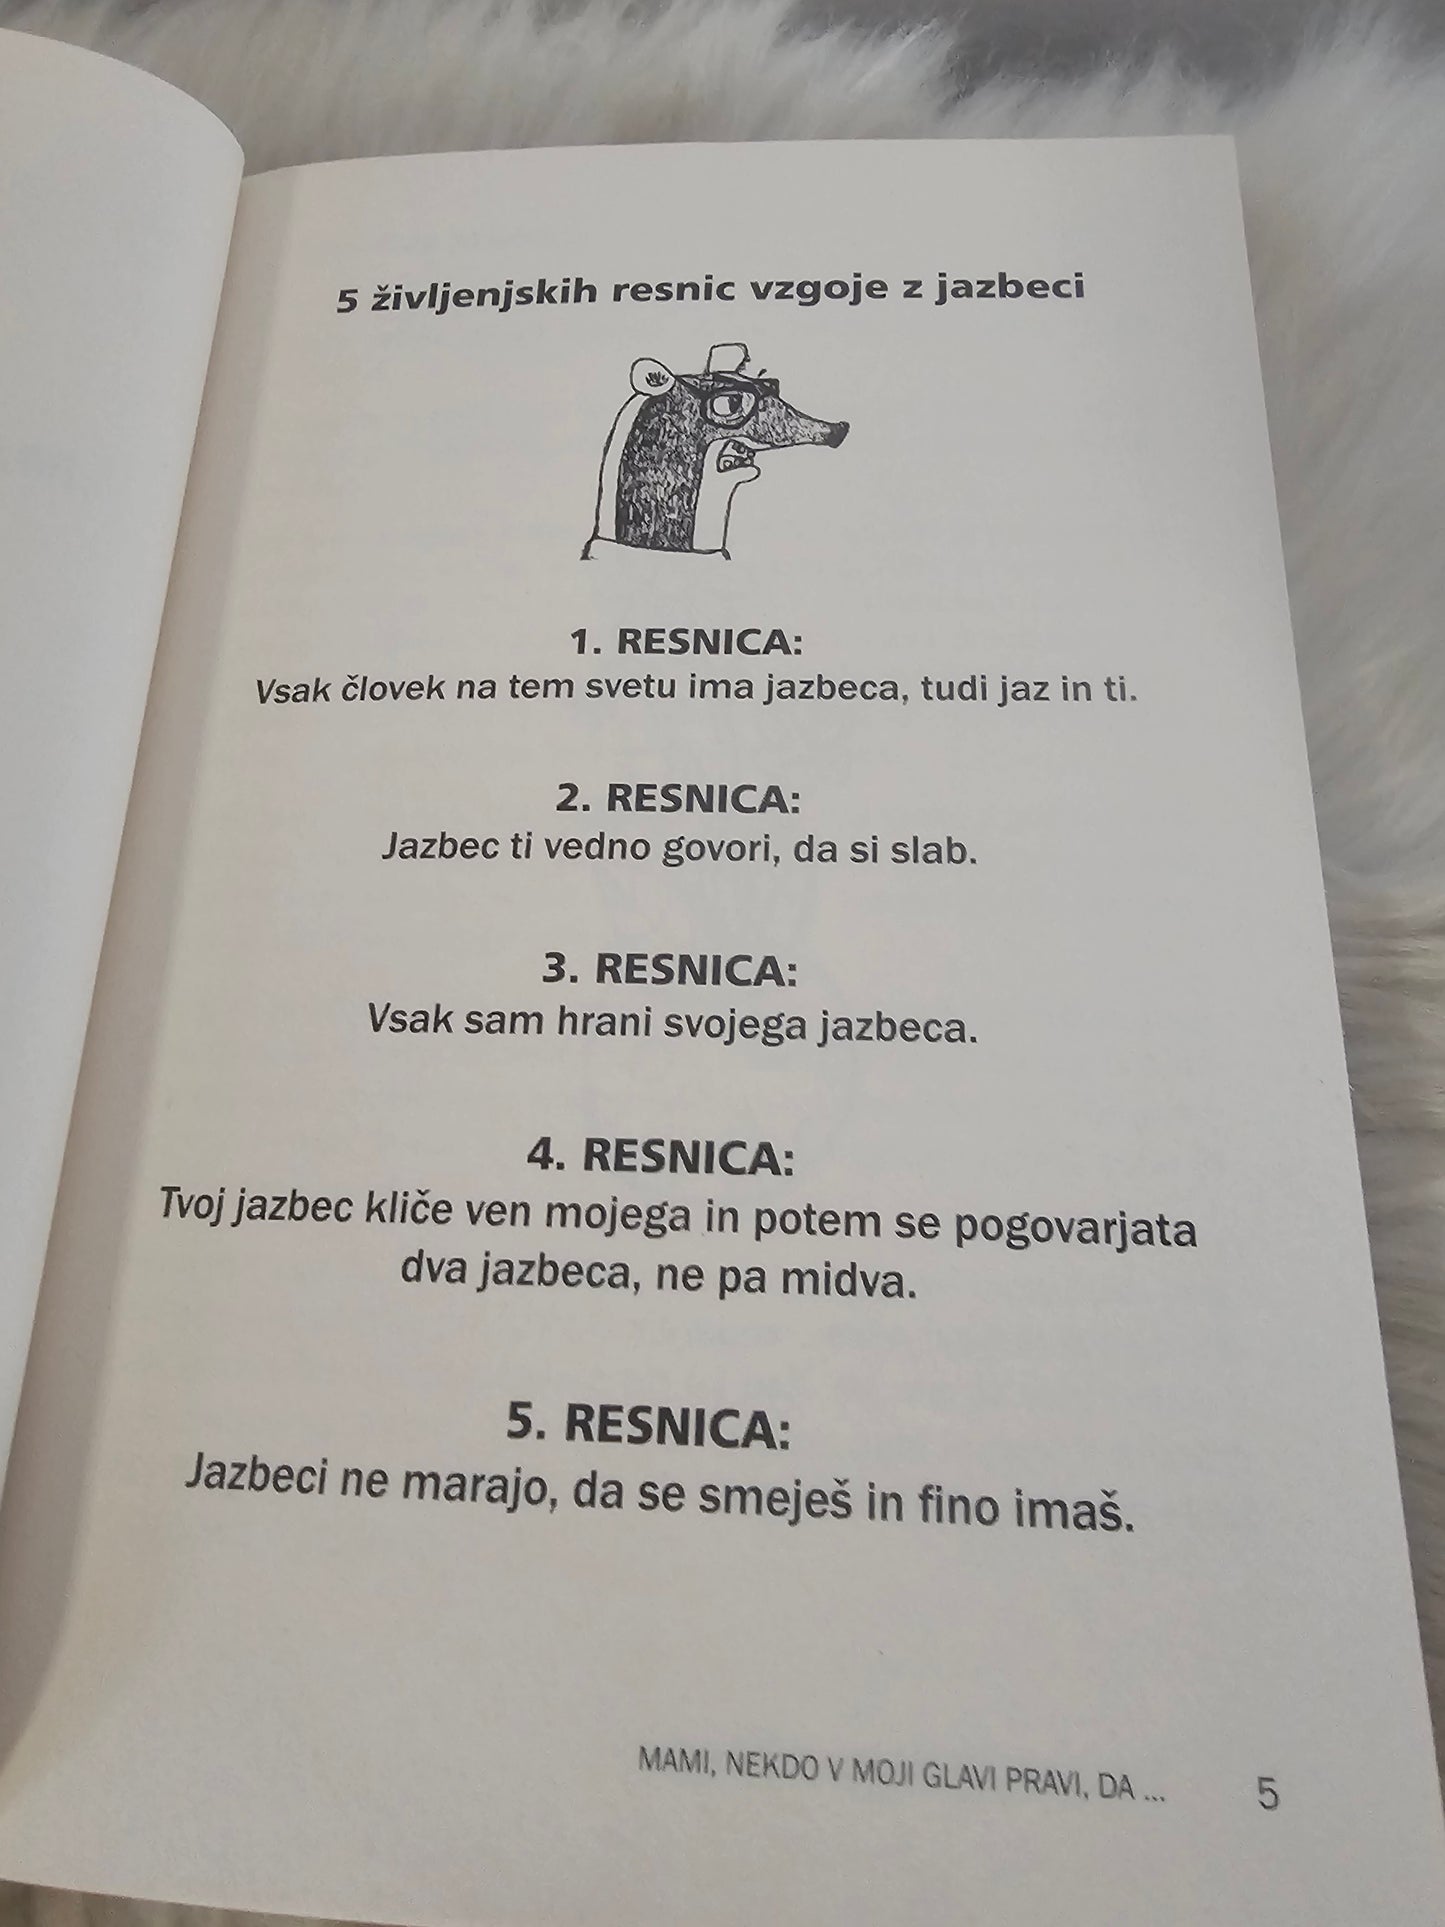 5 življenjskih resnic vzgoje z jazbeci
1. RESNICA:
Vsak človek na tem svetu ima jazbeca, tudi jaz in ti.
2. RESNICA:
Jazbec ti vedno govori, da si slab.
3. RESNICA:
Vsak sam hrani svojega jazbeca.
4. RESNICA:
Tvoj jazbec kliče ven mojega in potem se pogovarjata
dva jazbeca, ne pa midva.
5. RESNICA:
Jazbeci ne marajo, da se smeješ in fino imaš.
MAMI, NEKDO V MOJI GLAVI PRAVI, DA ... 5